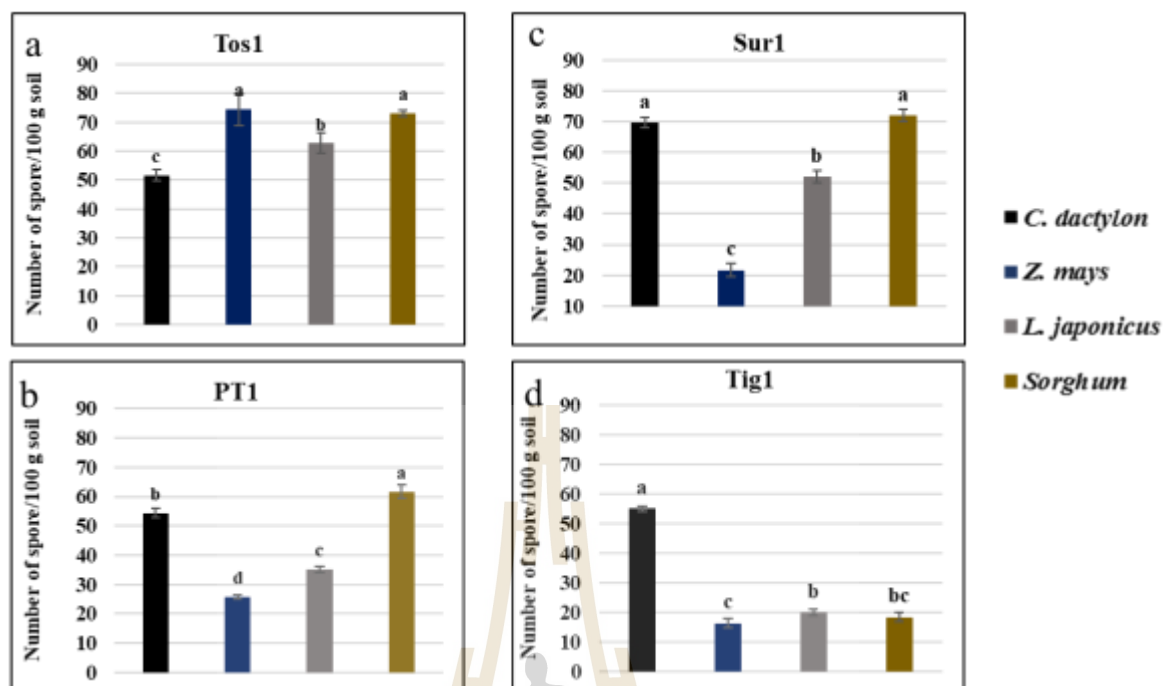 a
Tos1
Number of spore/100 g soil
90
80
70
60
50
40
30
20
10
0
c
a
b
a
c
Sur1
Number of spore/100 g soil
90
80
70
60
50
40
30
20
10
a
c
b
a
C. dactylon
Z. mays
L. japonicus
Sorghum
b
PT1
Number of spore/100 g soil
90
80
70
60
50
40
30
20
10
0
b
d
c
a
d
Tig1
Number of spore/100 g soil
90
80
70
60
50
40
30
20
10
0
a
c
b
bc